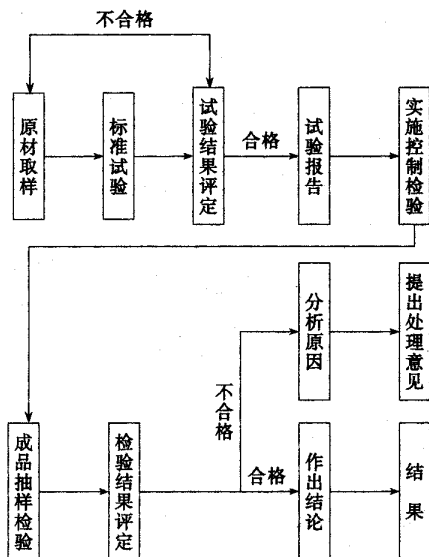 不合格
原材取样
标准试验
试验结果评定
合格
试验报告
实施控制检验
分析原因
提出处理意见
不合格
成品抽样检验
检验结果评定
合格
作出结论
结果